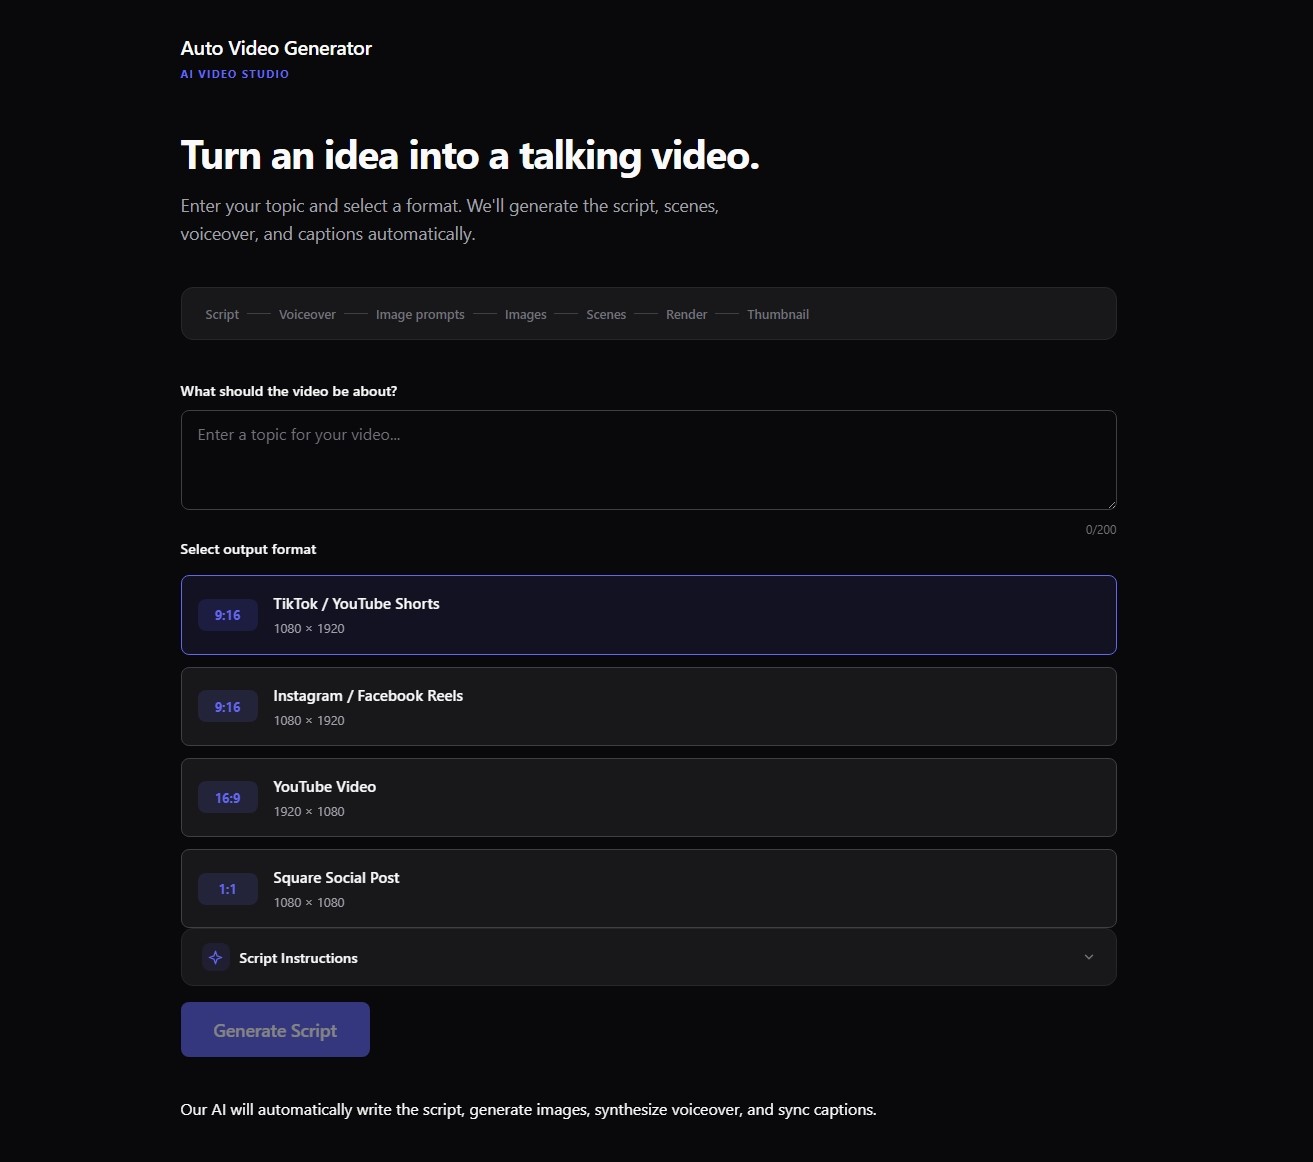 Auto Video Generator
AI VIDEO STUDIO
Turn an idea into a talking video.
Enter your topic and select a format. We'll generate the script, scenes,
voiceover, and captions automatically.
Script Voiceover Image prompts Images Scenes Render Thumbnail
What should the video be about?
Enter a topic for your video...
0/200
Select output format
9:16
TikTok / YouTube Shorts
1080 × 1920
9:16
Instagram / Facebook Reels
1080 × 1920
16:9
YouTube Video
1920 × 1080
1:1
Square Social Post
1080 × 1080
Script Instructions
Generate Script
Our AI will automatically write the script, generate images, synthesize voiceover, and sync captions.